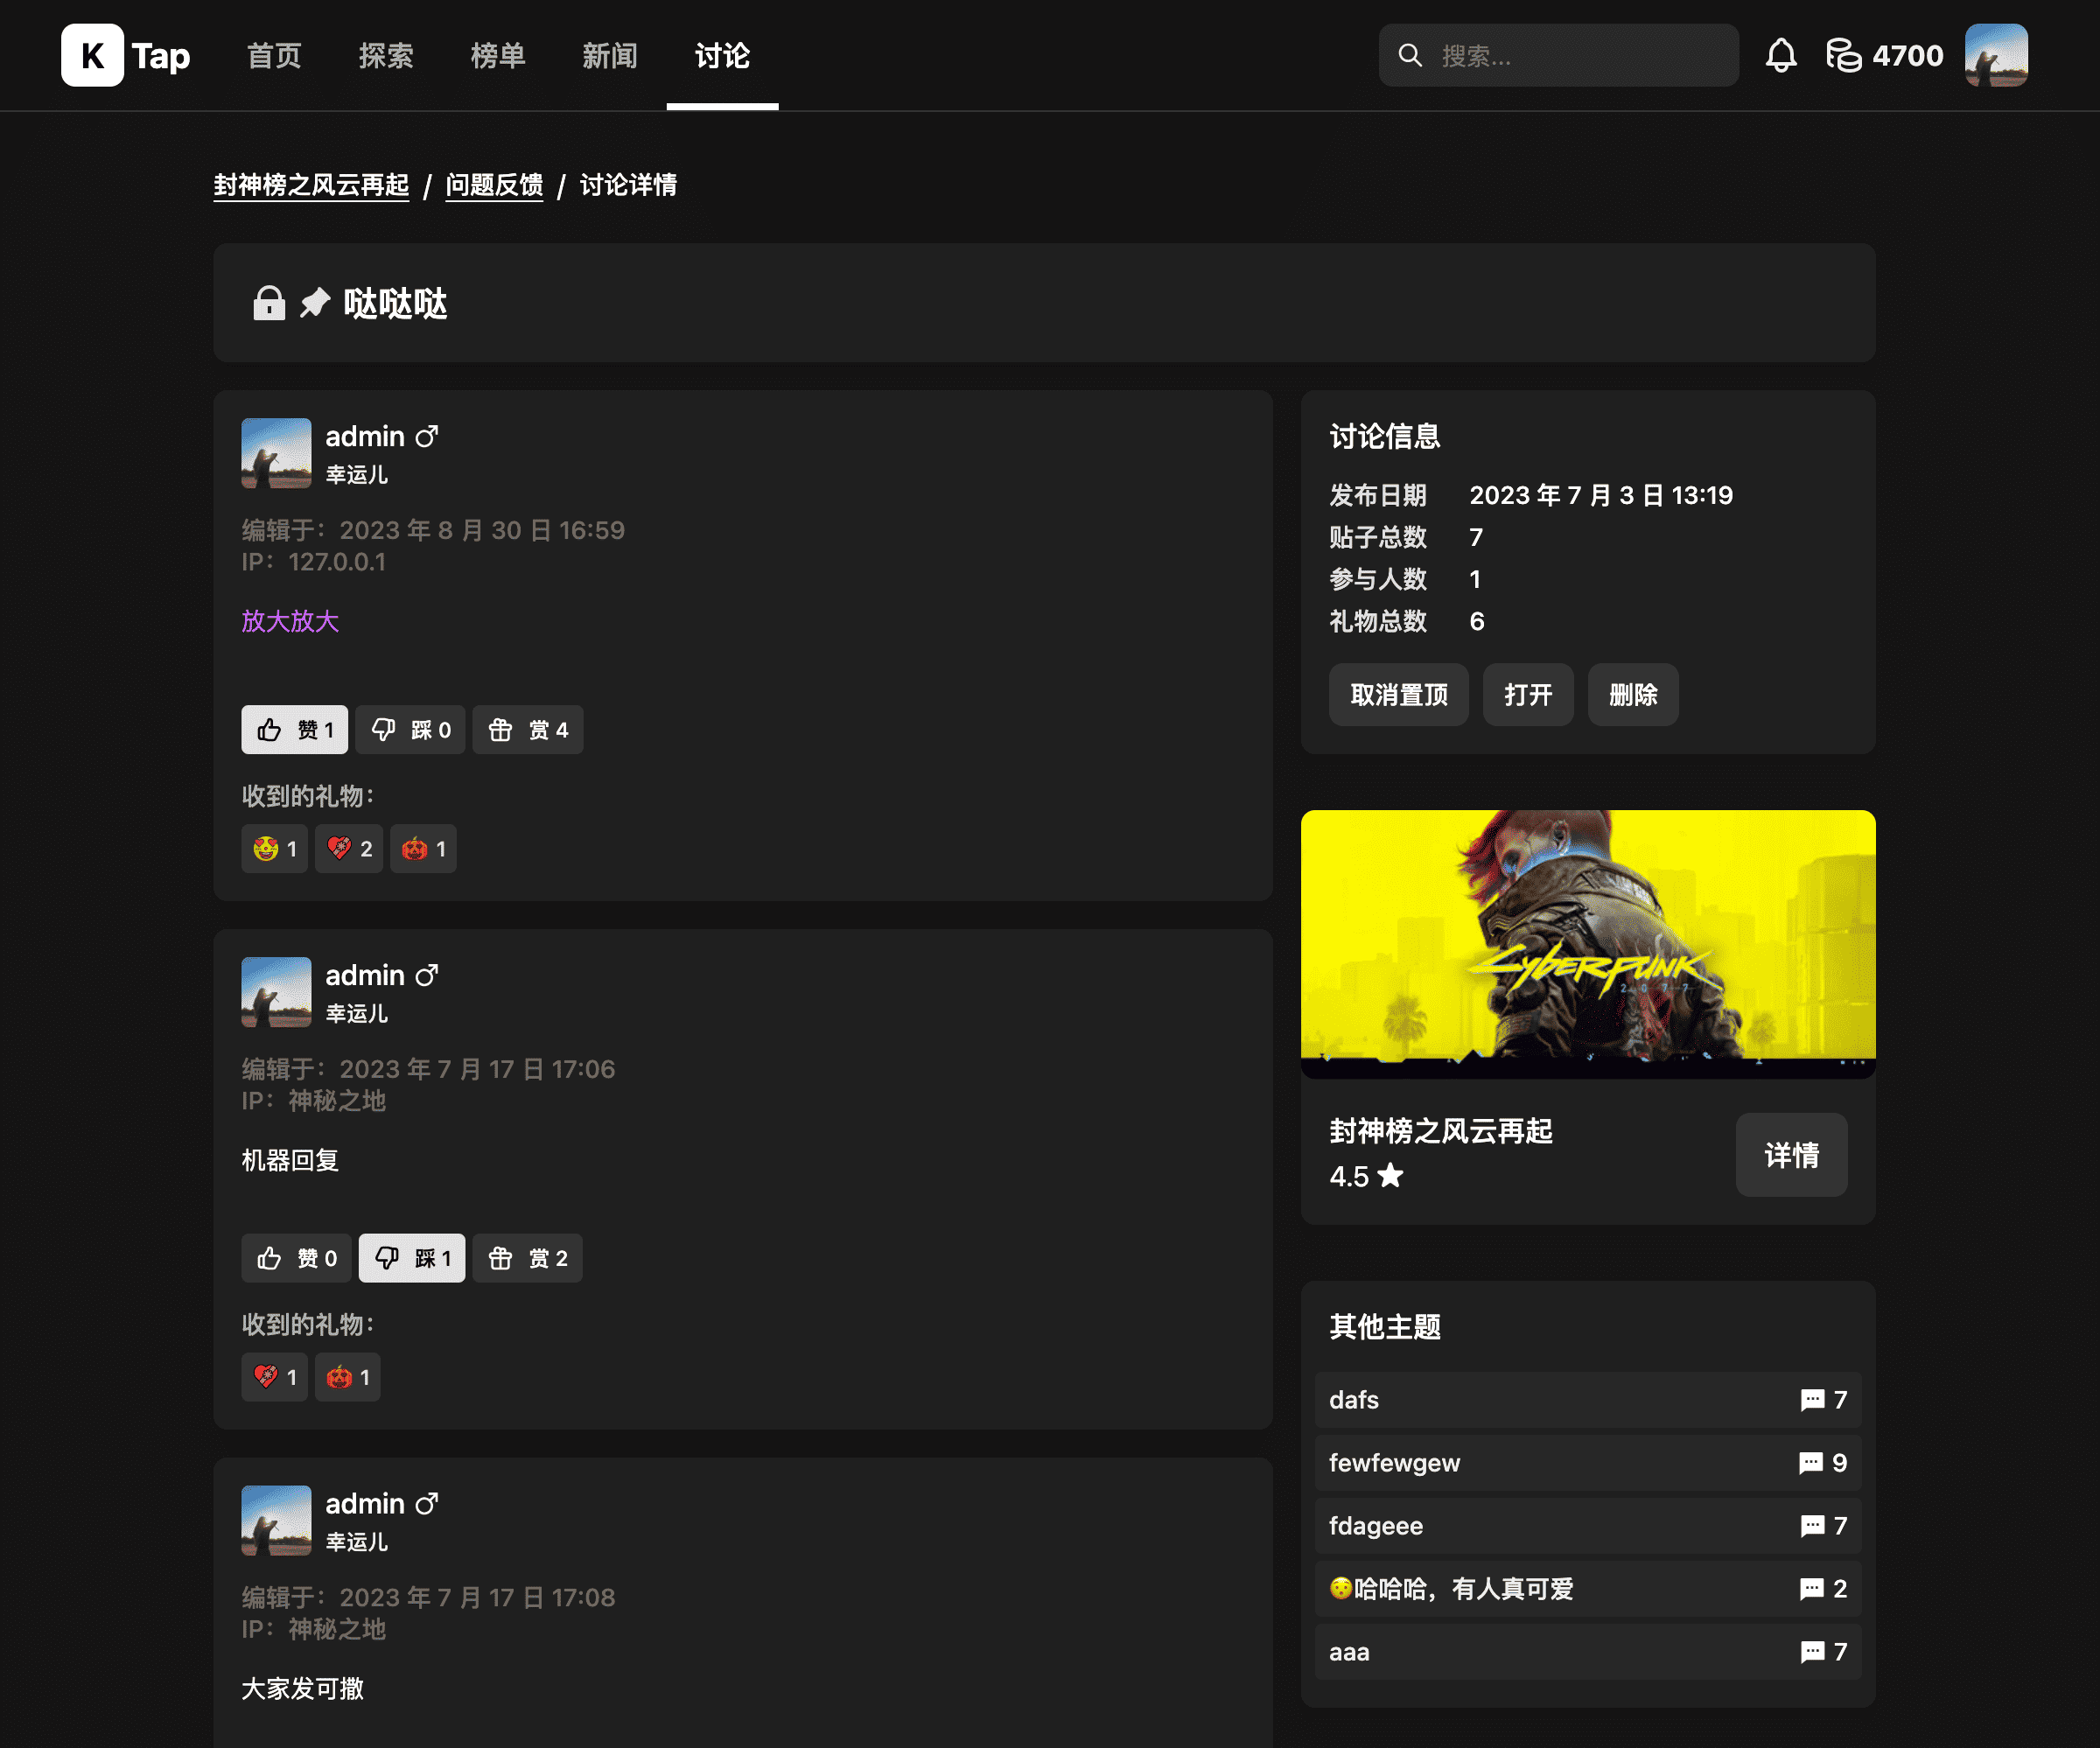 K Tap 首页 探索 榜单 新闻 讨论 搜索... 4700
封神榜之风云再起 / 问题反馈 / 讨论详情
哒哒哒
admin
幸运儿
编辑于：2023 年 8 月 30 日 16:59
IP：127.0.0.1
放大放大
赞 1 踩 0 赏 4
收到的礼物：
1 2 1
admin
幸运儿
编辑于：2023 年 7 月 17 日 17:06
IP：神秘之地
机器回复
赞 0 踩 1 赏 2
收到的礼物：
1 1
admin
幸运儿
编辑于：2023 年 7 月 17 日 17:08
IP：神秘之地
大家发可撒
讨论信息
发布日期 2023 年 7 月 3 日 13:19
贴子总数 7
参与人数 1
礼物总数 6
取消置顶 打开 删除
CYBERPUNK
2077
封神榜之风云再起
4.5
详情
其他主题
dafs 7
fewfewgew 9
fdageee 7
😯哈哈哈，有人真可爱 2
aaa 7